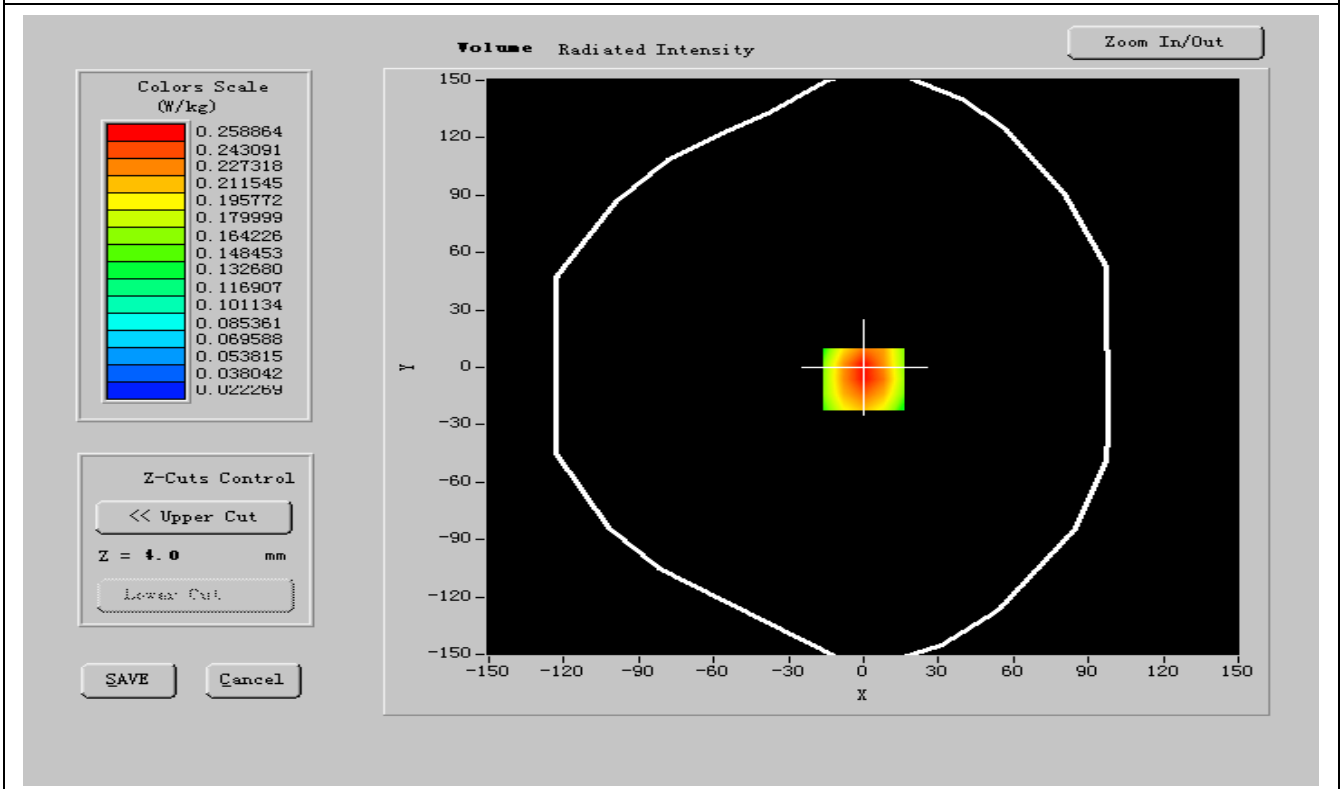 Volume Radiated Intensity
Zoom In/Out
Colors Scale
(W/kg)
0.258864
0.243091
0.227318
0.211545
0.195772
0.179999
0.164226
0.148453
0.132680
0.116907
0.101134
0.085361
0.069588
0.053815
0.038042
0.022269
Z-Cuts Control
<< Upper Cut
Z = 4.0 mm
Lower Cut
SAVE
Cancel
150
120
90
60
30
0
-30
-60
-90
-120
-150
Y
-150 -120 -90 -60 -30 0 30 60 90 120 150
X